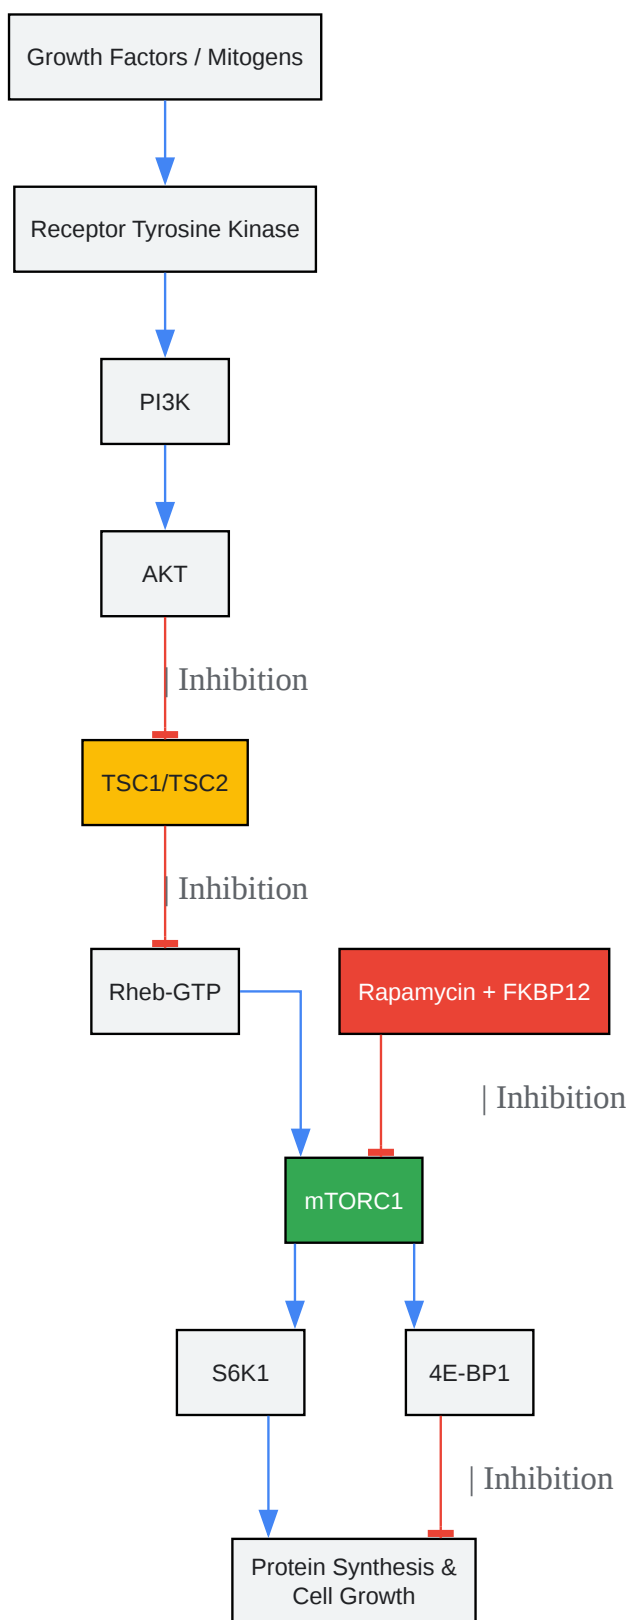 Growth Factors / Mitogens
Receptor Tyrosine Kinase
PI3K
AKT
| Inhibition
TSC1/TSC2
| Inhibition
Rheb-GTP
Rapamycin + FKBP12
| Inhibition
mTORC1
S6K1
4E-BP1
| Inhibition
Protein Synthesis &
Cell Growth